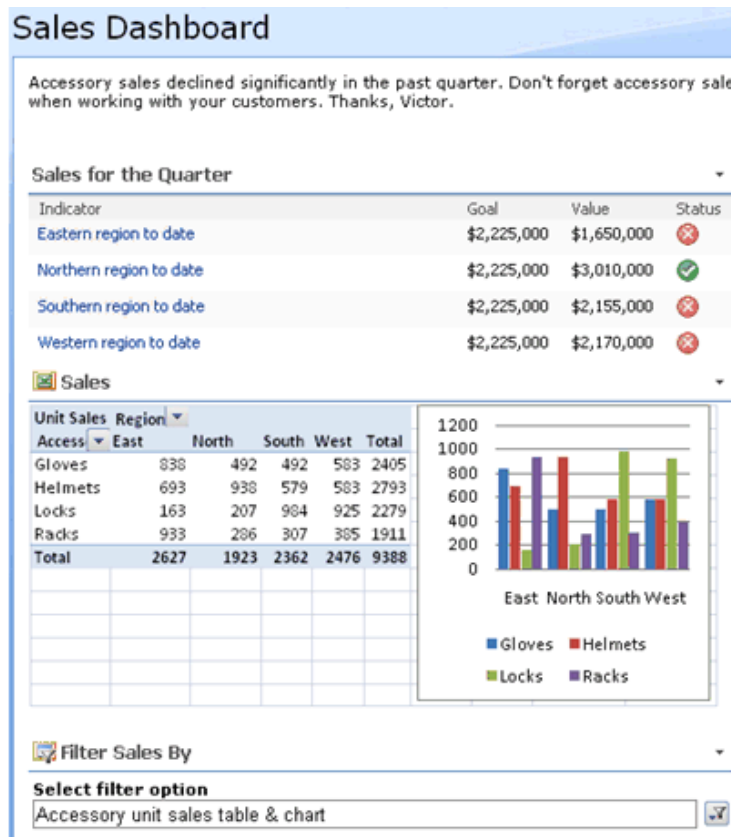 Sales Dashboard
Accessory sales declined significantly in the past quarter. Don't forget accessory sale
when working with your customers. Thanks, Victor.
Sales for the Quarter
Indicator Goal Value Status
Eastern region to date $2,225,000 $1,650,000
Northern region to date $2,225,000 $3,010,000
Southern region to date $2,225,000 $2,155,000
Western region to date $2,225,000 $2,170,000
Sales
Unit Sales Region
Access East North South West Total
Gloves 838 492 492 583 2405
Helmets 693 938 579 583 2793
Locks 163 207 984 925 2279
Racks 933 286 307 385 1911
Total 2627 1923 2362 2476 9388
1200
1000
800
600
400
200
0
East North South West
Gloves Helmets
Locks Racks
Filter Sales By
Select filter option
Accessory unit sales table & chart